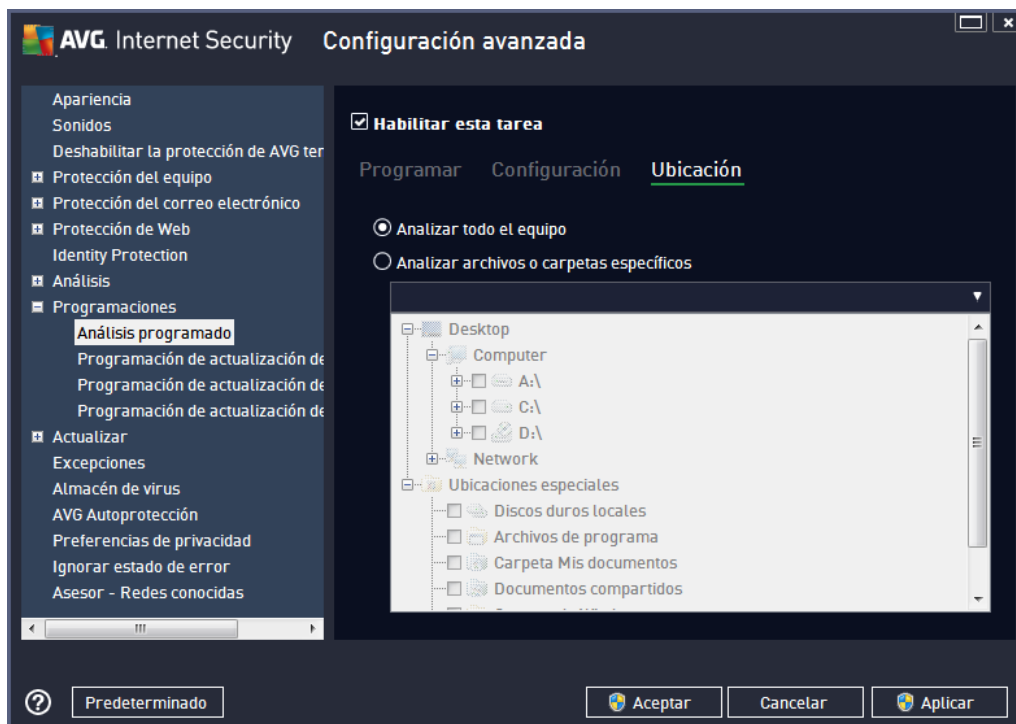 AVG. Internet Security
Configuración avanzada
Apariencia
Sonidos
Deshabilitar la protección de AVG ter
Protección del equipo
Protección del correo electrónico
Protección de Web
Identity Protection
Análisis
Programaciones
Análisis programado
Programación de actualización de
Programación de actualización de
Programación de actualización de
Actualizar
Excepciones
Almacén de virus
AVG Autoprotección
Preferencias de privacidad
Ignorar estado de error
Asesor - Redes conocidas
Habilitar esta tarea
Programar Configuración Ubicación
Analizar todo el equipo
Analizar archivos o carpetas específicos
Desktop
Computer
A:\
C:\
D:\
Network
Ubicaciones especiales
Discos duros locales
Archivos de programa
Carpeta Mis documentos
Documentos compartidos
Predeterminado
Aceptar
Cancelar
Aplicar